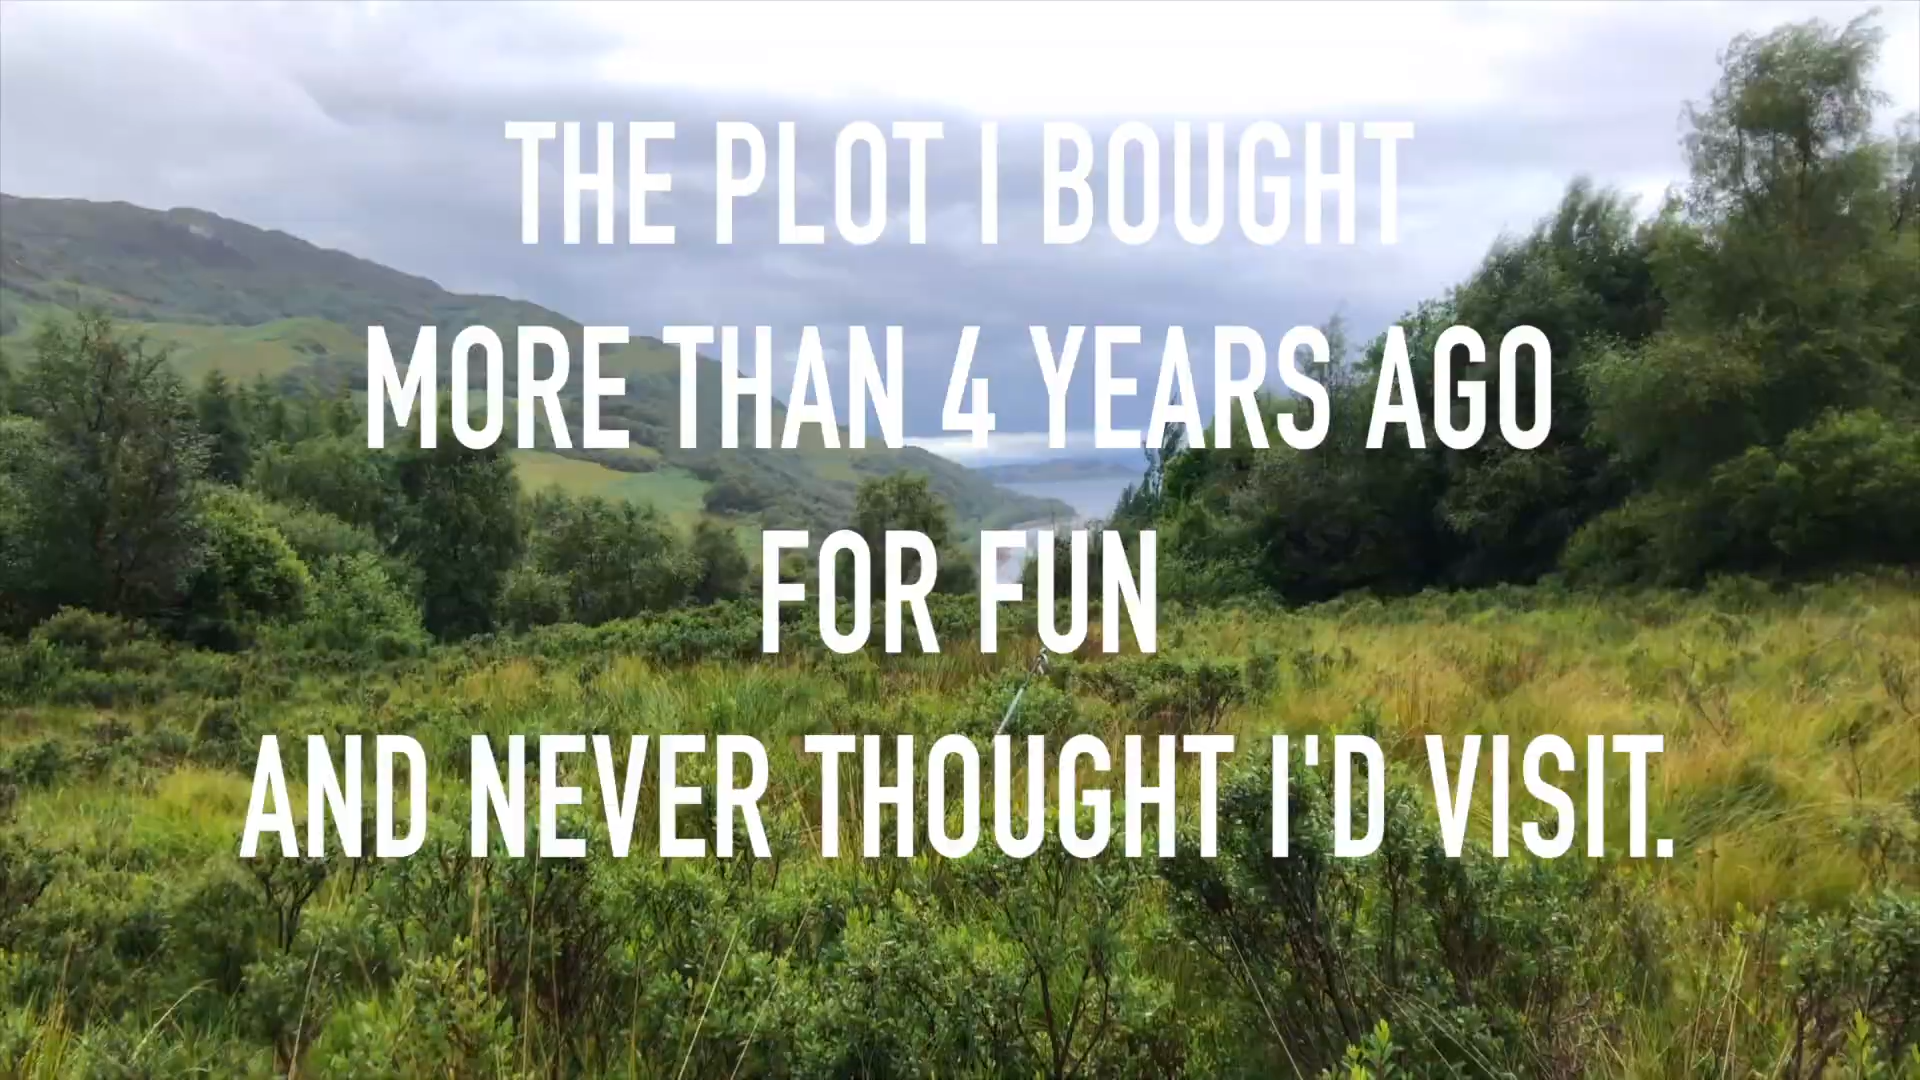 THE PLOT I BOUGHT
MORE THAN 4 YEARS AGO
FOR FUN
AND NEVER THOUGHT I'D VISIT.